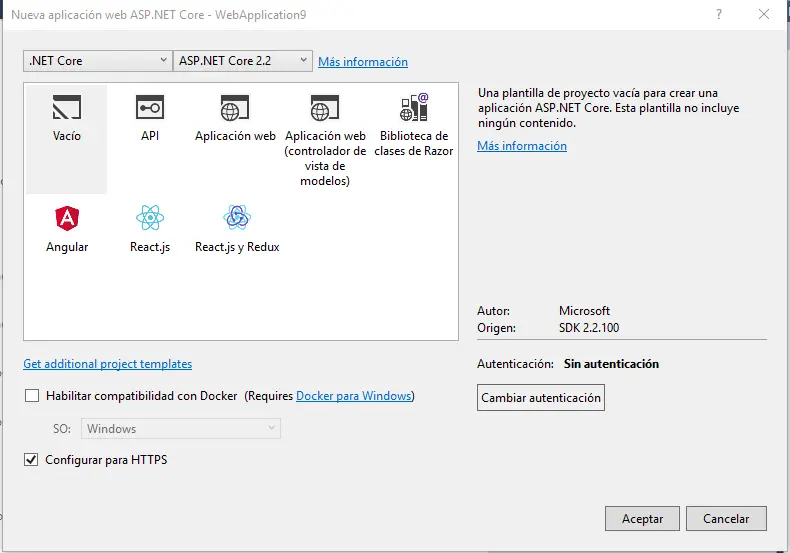 Nueva aplicación web ASP.NET Core - WebApplication9
?
.NET Core
ASP.NET Core 2.2
Más información
Vacío
API
Aplicación web
Aplicación web
(controlador de
vista de
modelos)
Biblioteca de
clases de Razor
Angular
React.js
React.js y Redux
Una plantilla de proyecto vacía para crear una
aplicación ASP.NET Core. Esta plantilla no incluye
ningún contenido.
Más información
Autor: Microsoft
Origen: SDK 2.2.100
Get additional project templates
Autenticación: Sin autenticación
Habilitar compatibilidad con Docker (Requires Docker para Windows)
Cambiar autenticación
SO: Windows
Configurar para HTTPS
Aceptar
Cancelar